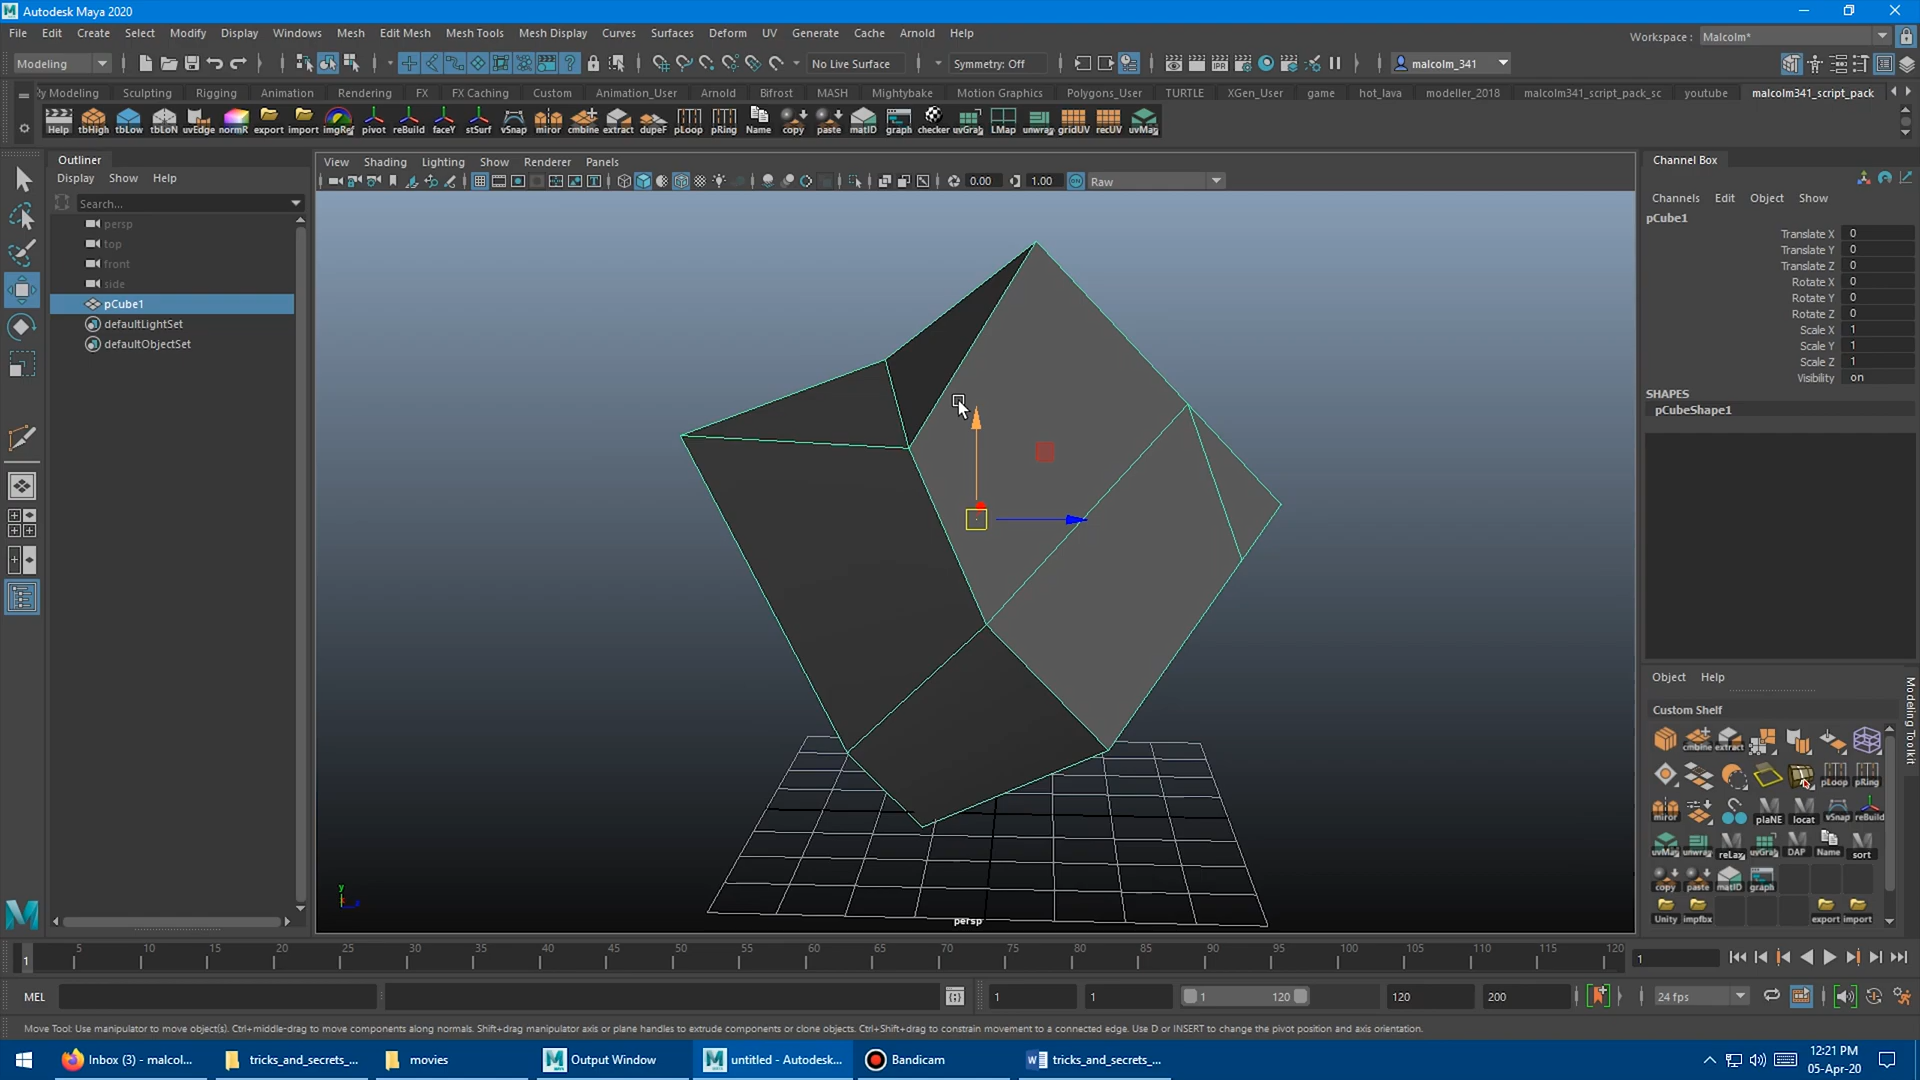 Autodesk Maya 2020
File Edit Create Select Modify Display Windows Mesh Edit Mesh Mesh Tools Mesh Display Curves Surfaces Deform UV Generate Cache Arnold Help
Workspace : Malcolm*
Modeling No Live Surface Symmetry: Off malcolm_341
ly Modeling Sculpting Rigging Animation Rendering FX FX Caching Custom Animation_User Arnold Bifrost MASH Mightybake Motion Graphics Polygons_User TURTLE XGen_User game hot_lava modeller_2018 malcolm341_script_pack_sc youtube malcolm341_script_pack
Help tbHigh tbLow tbLoN uvEdge normR export import imgRef pivot reBuild faceY stSurf vSnap miror cmbine extract dupeF pLoop pRing Name copy paste matID graph checker uvGrab LMap unwrap gridUV recUV uvMap
Outliner
Display Show Help
Search...
persp
top
front
side
pCube1
defaultLightSet
defaultObjectSet
View Shading Lighting Show Renderer Panels
0.00 1.00 ON Raw
y
persp
Channel Box
Channels Edit Object Show
pCube1
Translate X 0
Translate Y 0
Translate Z 0
Rotate X 0
Rotate Y 0
Rotate Z 0
Scale X 1
Scale Y 1
Scale Z 1
Visibility on
SHAPES
pCubeShape1
Object Help
Modeling Toolkit
Custom Shelf
cmbine extract
pLoop pRing
miror plaNE locat vSnap reBuild
uvMap unwrap reLax uvGrab DAP Name sort
copy paste matID graph
Unity impfbx export import
1 5 10 15 20 25 30 35 40 45 50 55 60 65 70 75 80 85 90 95 100 105 110 115 120 1
MEL 1 1 1 120 120 200 24 fps
Move Tool: Use manipulator to move object(s). Ctrl+middle-drag to move components along normals. Shift+drag manipulator axis or plane handles to extrude components or clone objects. Ctrl+Shift+drag to constrain movement to a connected edge. Use D or INSERT to change the pivot position and axis orientation.
Inbox (3) - malcol... tricks_and_secrets_... movies Output Window untitled - Autodesk... Bandicam tricks_and_secrets_...
12:21 PM
05-Apr-20